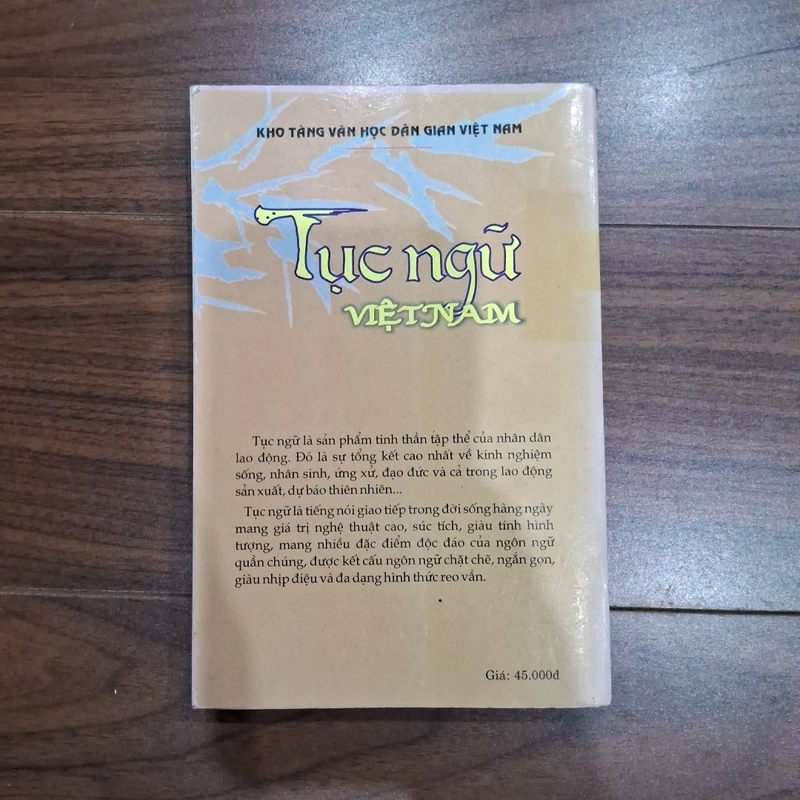 KHO TÀNG VĂN HỌC DÂN GIAN VIỆT NAM
Tục ngữ
VIỆT NAM
Tục ngữ là sản phẩm tinh thần tập thể của nhân dân
lao động. Đó là sự tổng kết cao nhất về kinh nghiệm
sống, nhân sinh, ứng xử, đạo đức và cả trong lao động
sản xuất, dự báo thiên nhiên...
Tục ngữ là tiếng nói giao tiếp trong đời sống hàng ngày
mang giá trị nghệ thuật cao, súc tích, giàu tính hình
tượng, mang nhiều đặc điểm độc đáo của ngôn ngữ
quần chúng, được kết cấu ngôn ngữ chặt chẽ, ngắn gọn,
giàu nhịp điệu và đa dạng hình thức reo vần.
Giá: 45.000đ